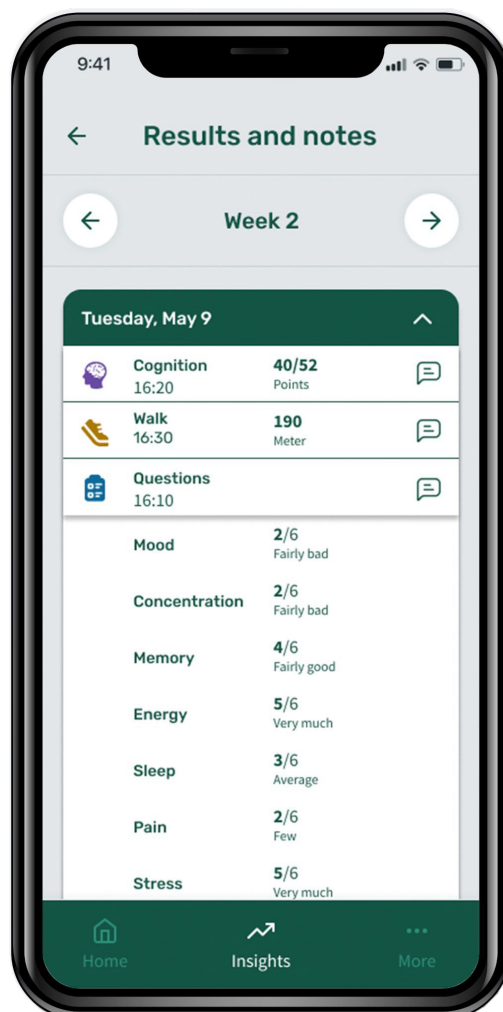 9:41
Results and notes
Week 2
Tuesday, May 9
Cognition 40/52
16:20 Points
Walk 190
16:30 Meter
Questions
16:10
Mood 2/6
Fairly bad
Concentration 2/6
Fairly bad
Memory 4/6
Fairly good
Energy 5/6
Very much
Sleep 3/6
Average
Pain 2/6
Few
Stress 5/6
Very much
Home Insights More